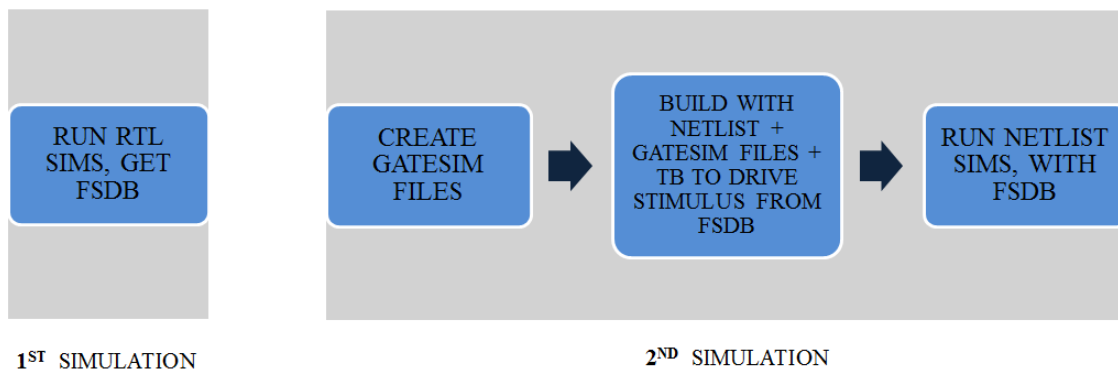 RUN RTL
SIMS, GET
FSDB
CREATE
GATESIM
FILES
BUILD WITH
NETLIST +
GATESIM FILES +
TB TO DRIVE
STIMULUS FROM
FSDB
RUN NETLIST
SIMS, WITH
FSDB
1ST SIMULATION
2ND SIMULATION